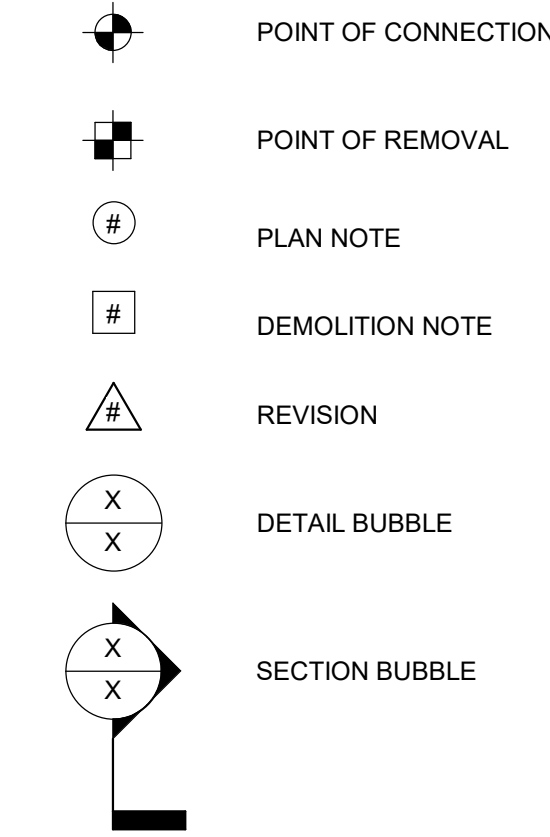 POINT OF CONNECTION
POINT OF REMOVAL
# PLAN NOTE
# DEMOLITION NOTE
# REVISION
X
X
DETAIL BUBBLE
X
X
SECTION BUBBLE